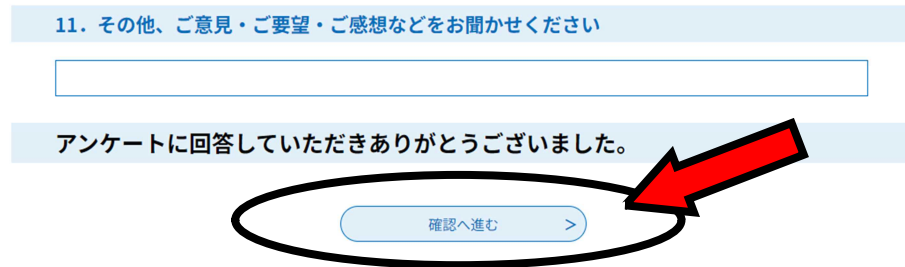 11．その他、ご意見・ご要望・ご感想などをお聞かせください
アンケートに回答していただきありがとうございました。
確認へ進む ＞